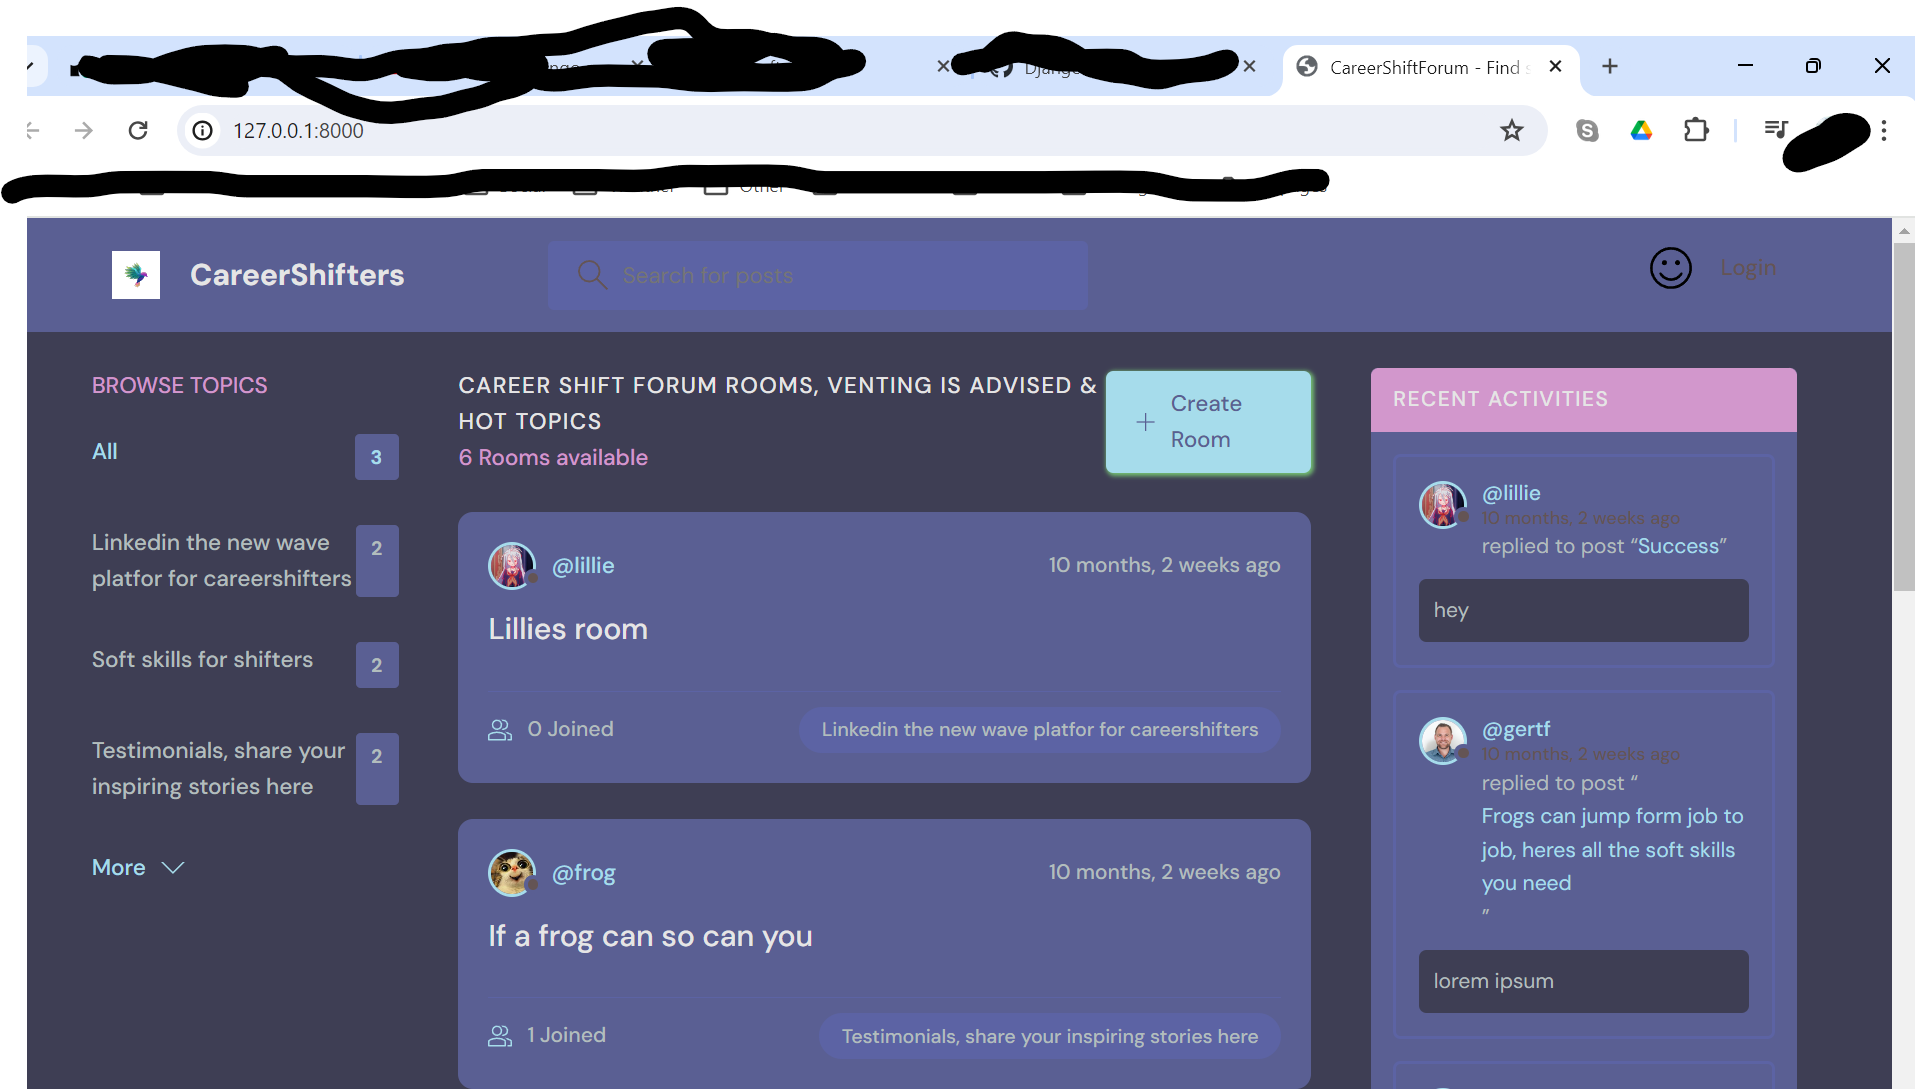 CareerShiftForum - Find s
127.0.0.1:8000
Other
CareerShifters
Search for posts
Login
BROWSE TOPICS
All
3
Linkedin the new wave
platfor for careershifters
2
Soft skills for shifters
2
Testimonials, share your
inspiring stories here
2
More
CAREER SHIFT FORUM ROOMS, VENTING IS ADVISED &
HOT TOPICS
6 Rooms available
Create
Room
@lillie
10 months, 2 weeks ago
Lillies room
0 Joined
Linkedin the new wave platfor for careershifters
@frog
10 months, 2 weeks ago
If a frog can so can you
1 Joined
Testimonials, share your inspiring stories here
RECENT ACTIVITIES
@lillie
10 months, 2 weeks ago
replied to post “Success”
hey
@gertf
10 months, 2 weeks ago
replied to post “
Frogs can jump form job to
job, heres all the soft skills
you need
”
lorem ipsum